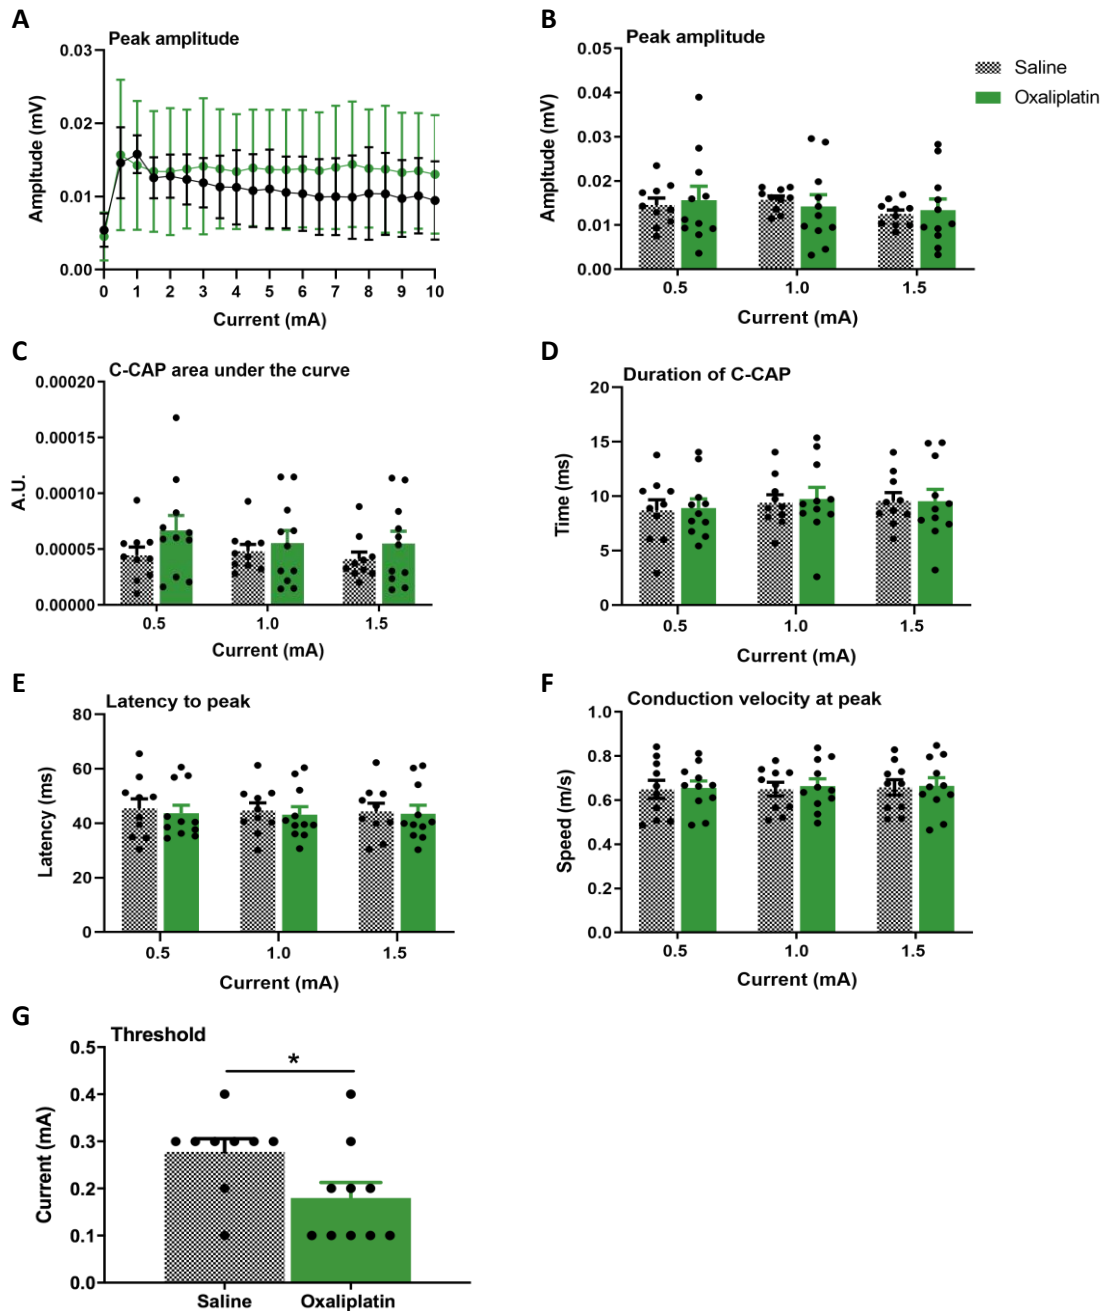 A
Peak amplitude
0.03
0.02
0.01
0.00
Ampltude (mV)
0 1 2 3 4 5 6 7 8 9 10
Current (mA)
B
Peak amplitude
0.05
0.04
0.03
0.02
0.01
0.00
Amplitude (mV)
0.5 1.0 1.5
Current (mA)
Saline
Oxaliplatin
C
C-CAP area under the curve
0.00020
0.00015
0.00010
0.00005
0.00000
A.U.
0.5 1.0 1.5
Current (mA)
D
Duration of C-CAP
20
15
10
5
0
Time (ms)
0.5 1.0 1.5
Current (mA)
E
Latency to peak
80
60
40
20
0
Latency (ms)
0.5 1.0 1.5
Current (mA)
F
Conduction velocity at peak
1.0
0.8
0.6
0.4
0.2
0.0
Speed (m/s)
0.5 1.0 1.5
Current (mA)
G
Threshold
0.5
0.4
0.3
0.2
0.1
0.0
Current (mA)
*
Saline Oxaliplatin